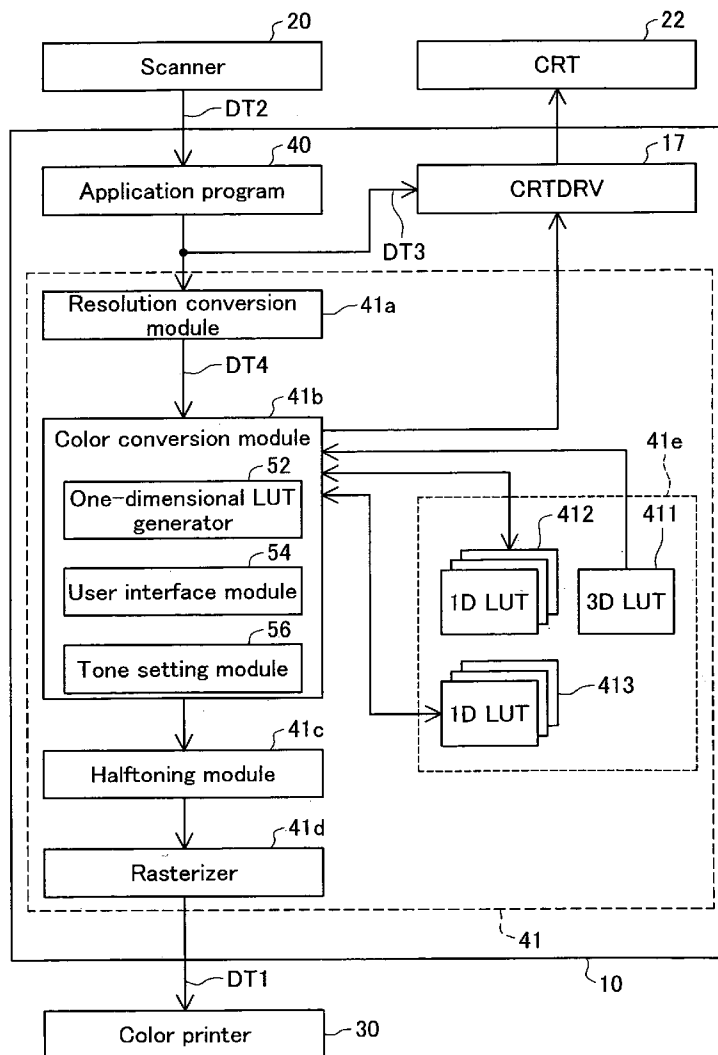 20
22
Scanner
CRT
DT2
40
17
Application program
CRTDRV
DT3
Resolution conversion
module
41a
DT4
41b
Color conversion module
52
One-dimensional LUT
generator
54
User interface module
56
Tone setting module
41e
412
411
1D LUT
3D LUT
413
1D LUT
41c
Halftoning module
41d
Rasterizer
41
10
DT1
Color printer
30